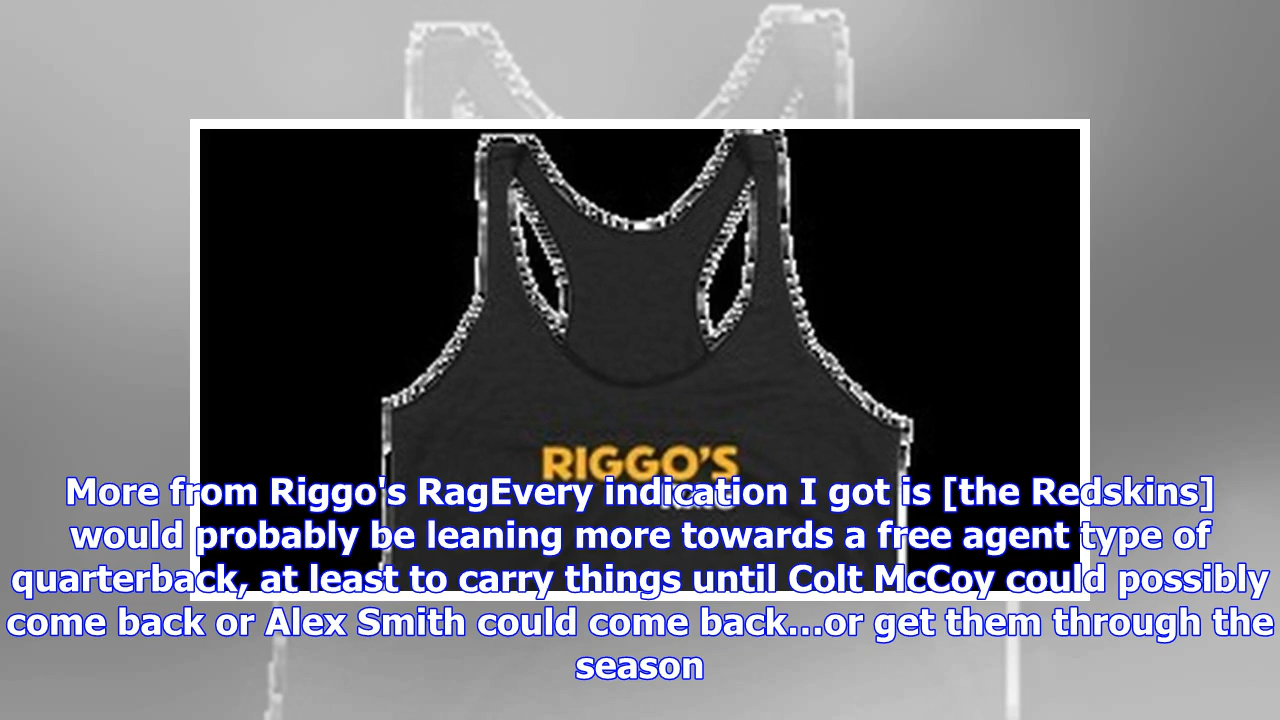 RIGGO'S
More from Riggo's RagEvery indication I got is [the Redskins]
would probably be leaning more towards a free agent type of
quarterback, at least to carry things until Colt McCoy could possibly
come back or Alex Smith could come back...or get them through the
season